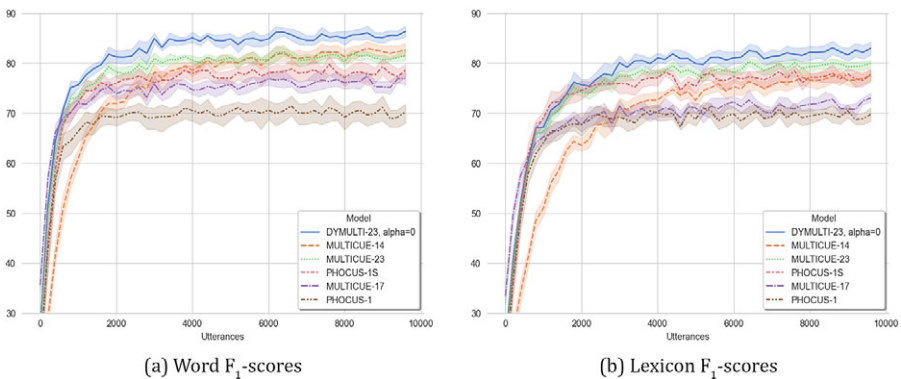 90
80
70
60
50
40
30
0
2000
4000
6000
8000
10000
Utterances
Model
DYMULTI-23, alpha=0
MULTICUE-14
MULTICUE-23
PHOCUS-1S
MULTICUE-17
PHOCUS-1
(a) Word F₁-scores
90
80
70
60
50
40
30
0
2000
4000
6000
8000
10000
Utterances
Model
DYMULTI-23, alpha=0
MULTICUE-14
MULTICUE-23
PHOCUS-1S
MULTICUE-17
PHOCUS-1
(b) Lexicon F₁-scores